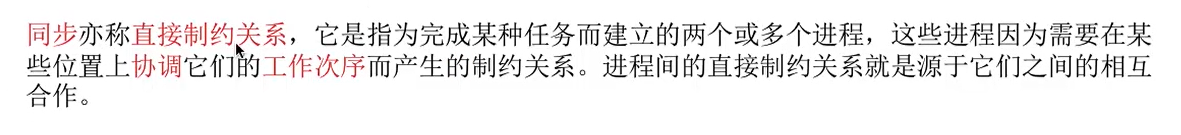 同步亦称直接制约关系，它是指为完成某种任务而建立的两个或多个进程，这些进程因为需要在某
些位置上协调它们的工作次序而产生的制约关系。进程间的直接制约关系就是源于它们之间的相互
合作。